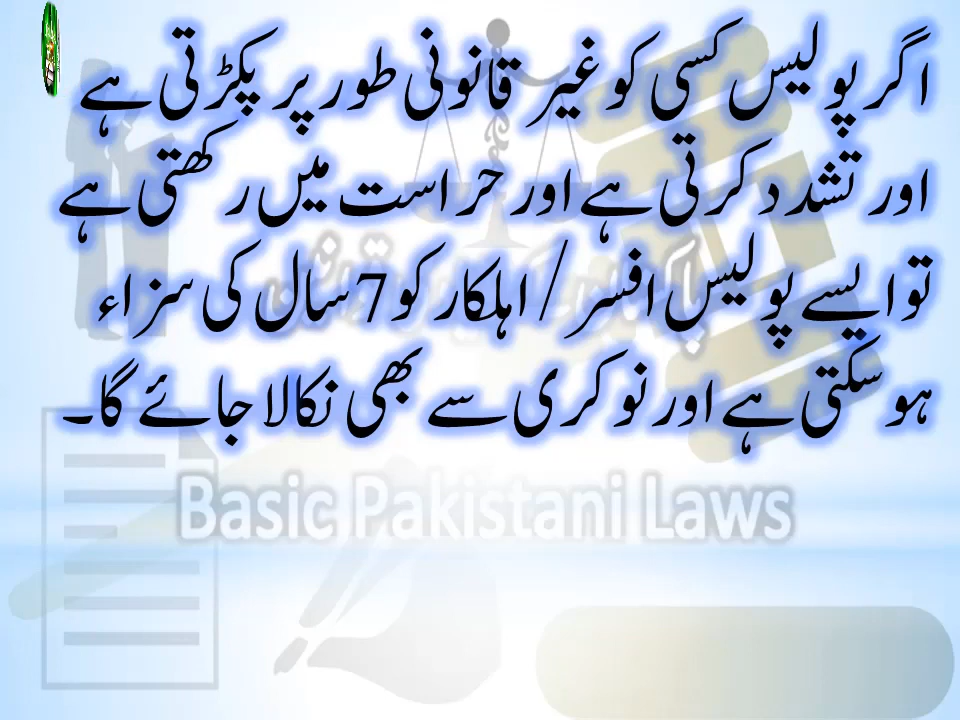 اگر پولیس کسی کو غیر قانونی طور پر پکڑتی ہے
اور تشدد کرتی ہے اور حراست میں رکھتی ہے
تو ایسے پولیس افسر / اہلکار کو 7 سال کی سزاء
ہو سکتی ہے اور نوکری سے بھی نکالا جائے گا۔
Basic Pakistani Laws